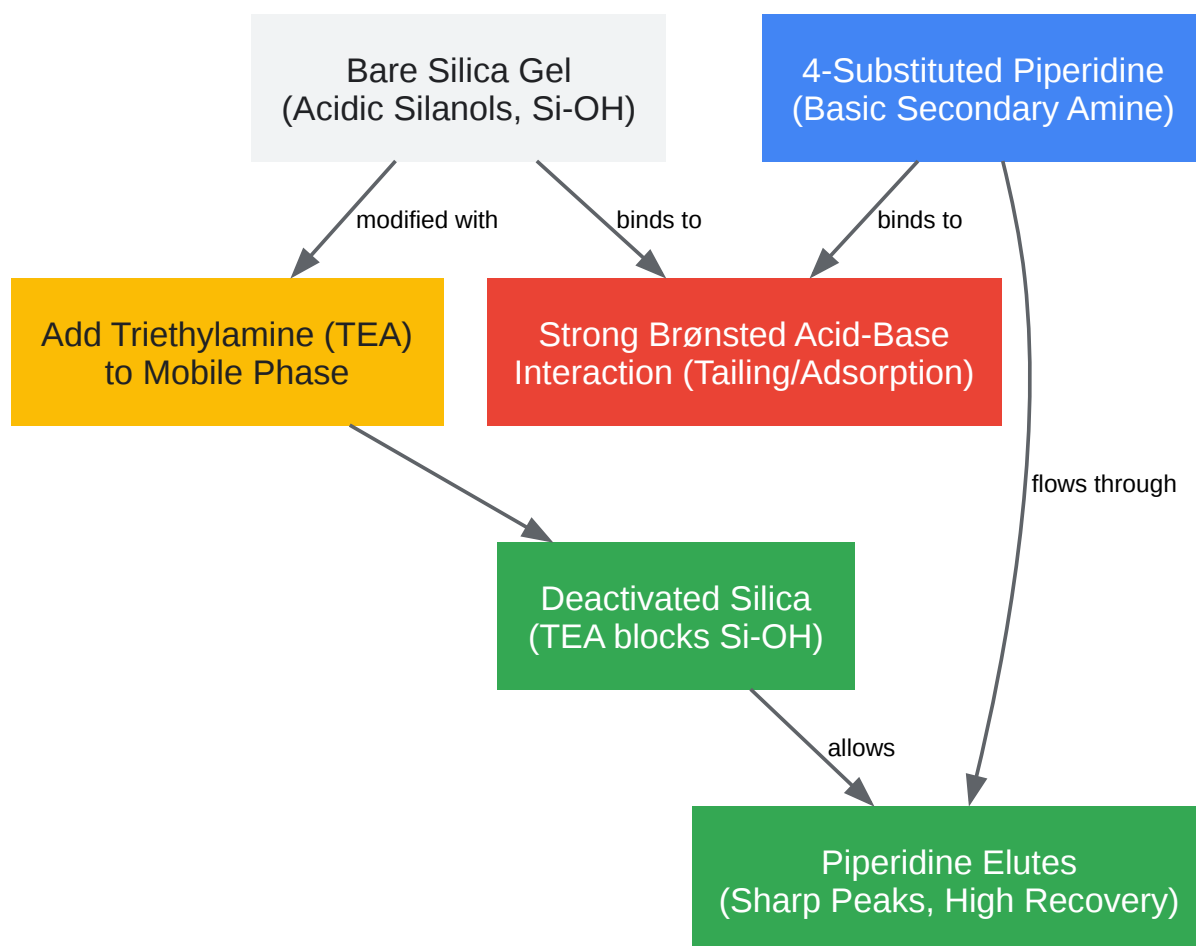 Bare Silica Gel
(Acidic Silanols, Si-OH)
4-Substituted Piperidine
(Basic Secondary Amine)
modified with
binds to
binds to
Add Triethylamine (TEA)
to Mobile Phase
Strong Brønsted Acid-Base
Interaction (Tailing/Adsorption)
flows through
Deactivated Silica
(TEA blocks Si-OH)
allows
Piperidine Elutes
(Sharp Peaks, High Recovery)